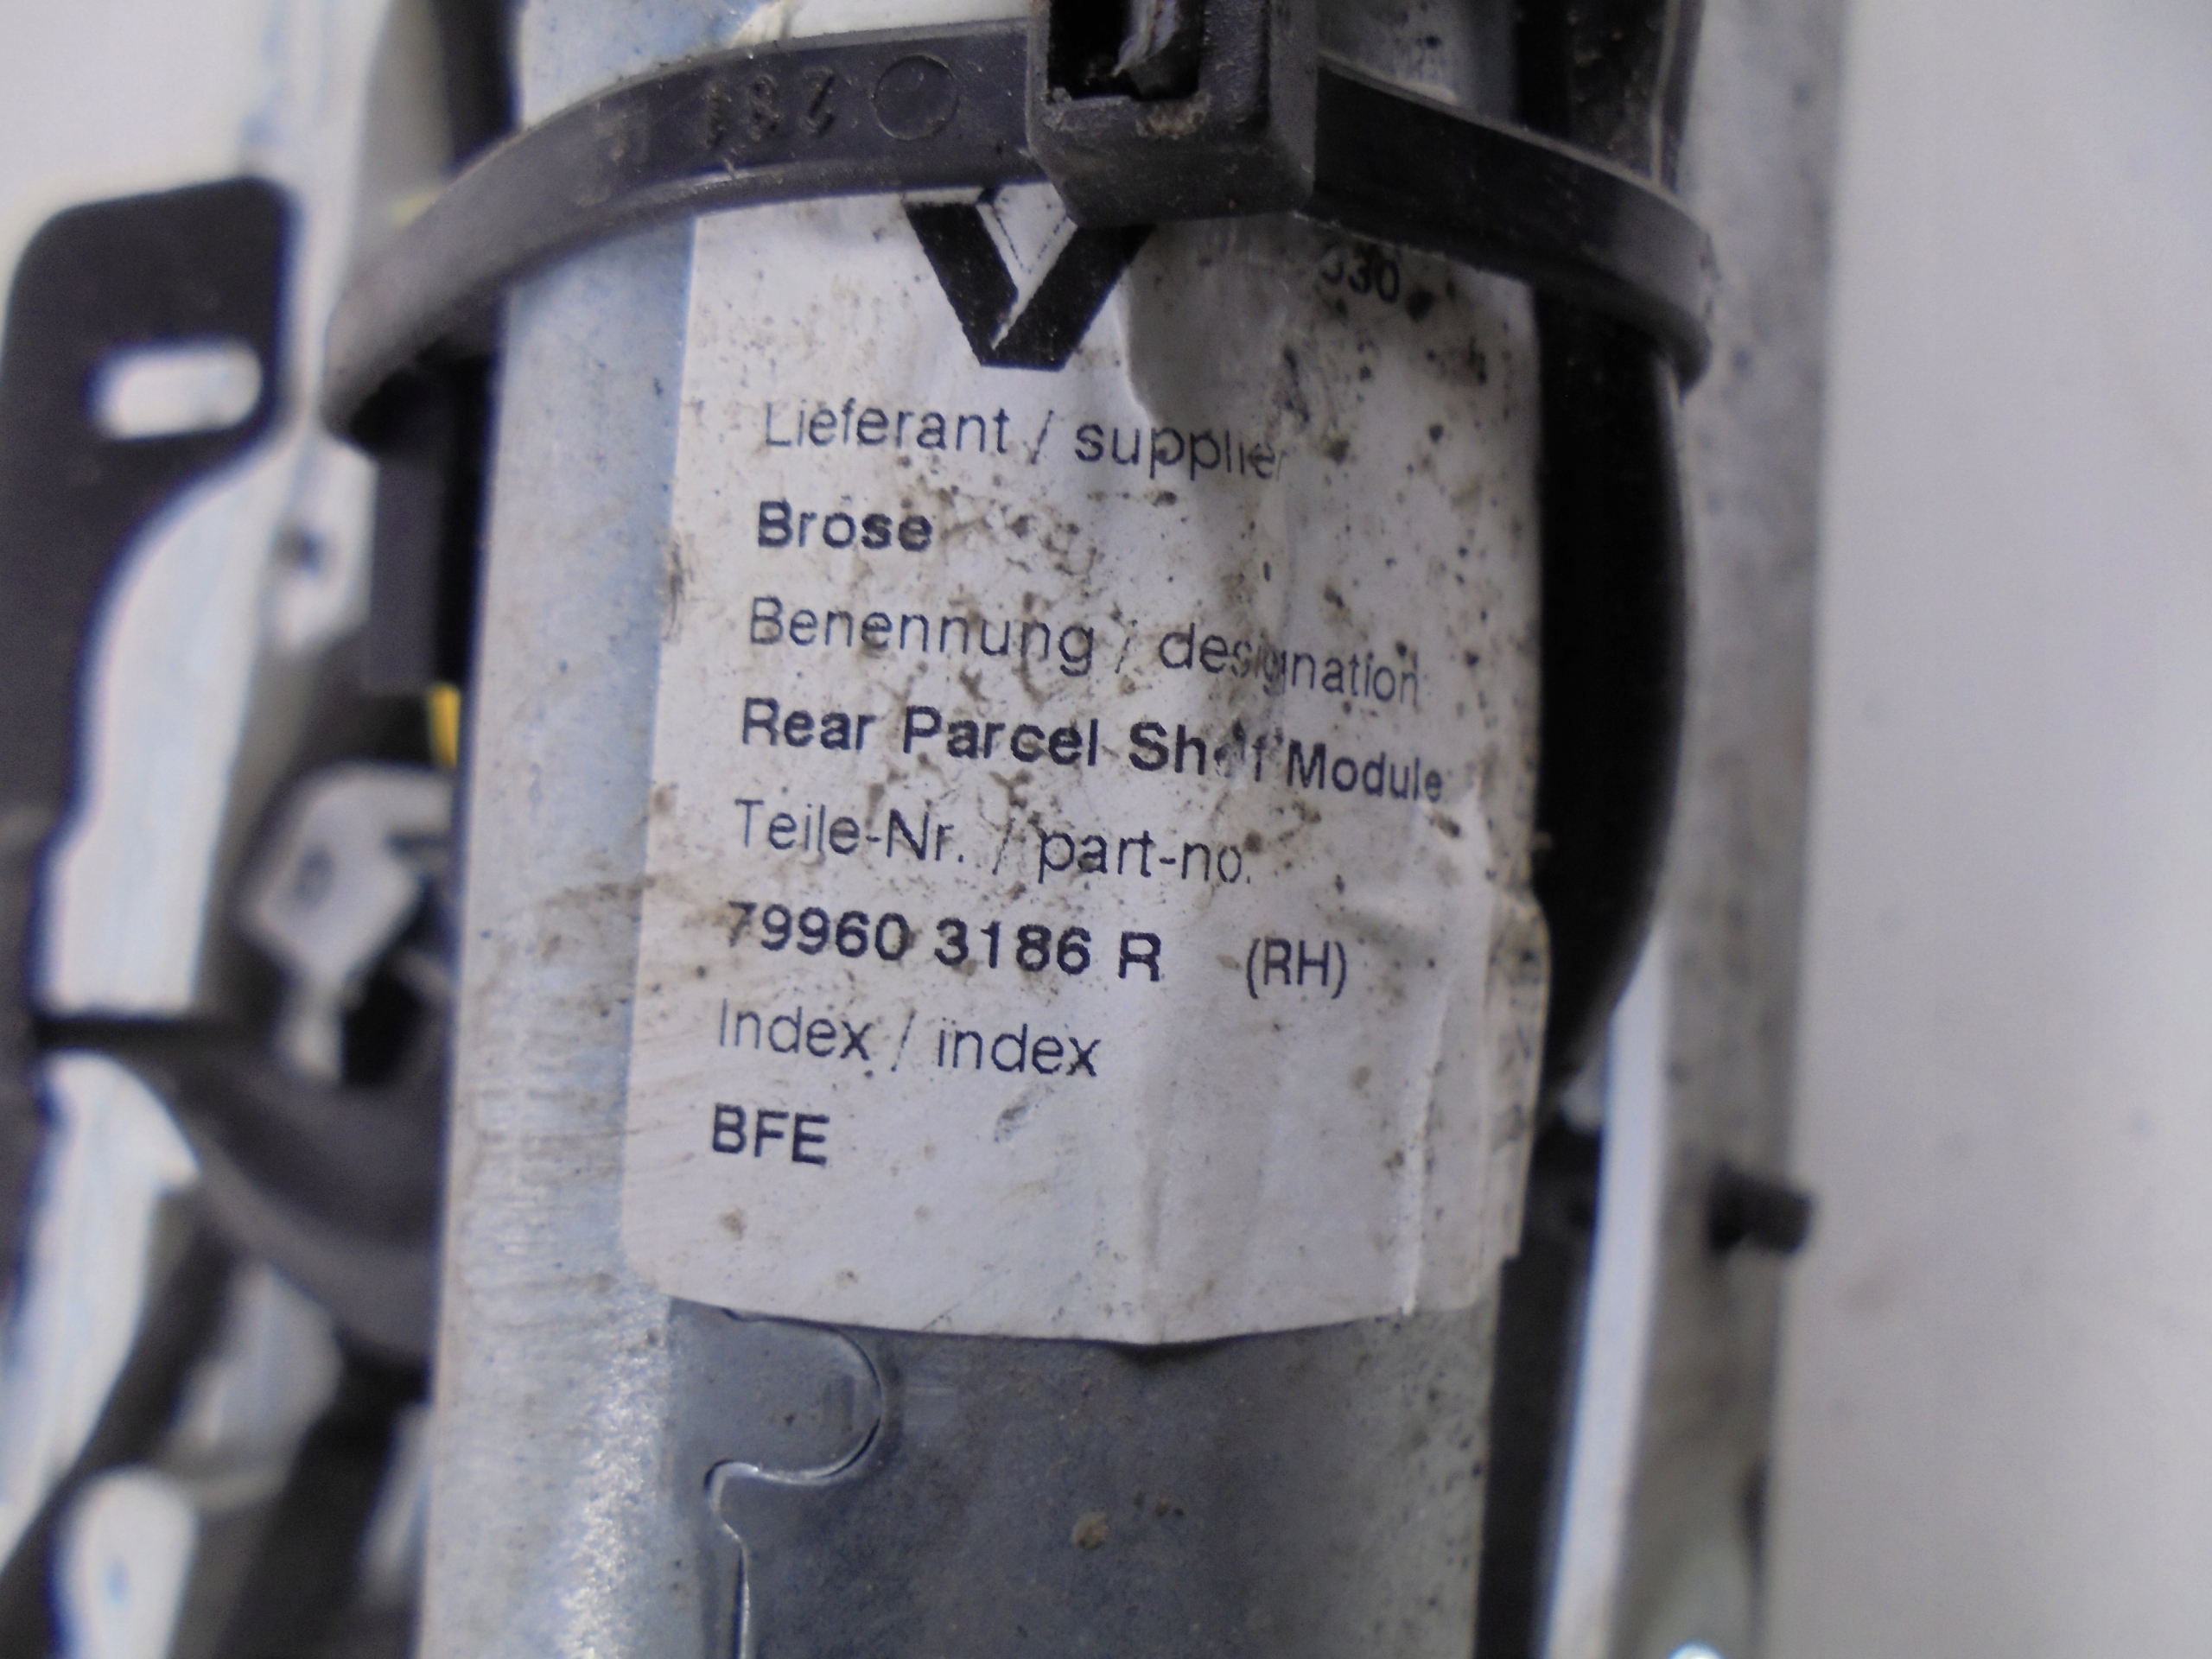 281 E
Lieferant / supplier
Brose
Benennung / designation
Rear Parcel Shelf Module
Teile-Nr. / part-no.
79960 3186 R (RH)
Index / index
BFE